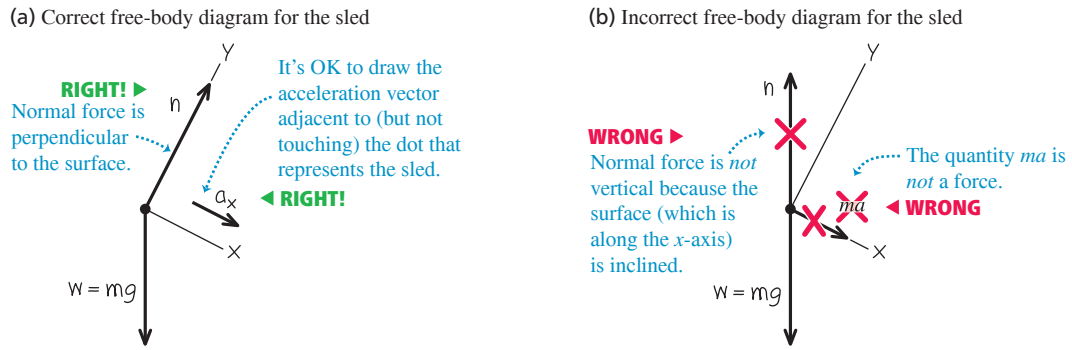 (a) Correct free-body diagram for the sled
y
RIGHT! ▶
n
Normal force is
perpendicular
to the surface.
It's OK to draw the
acceleration vector
adjacent to (but not
touching) the dot that
represents the sled.
aₓ
◀ RIGHT!
x
w = mg
(b) Incorrect free-body diagram for the sled
y
n
WRONG ▶
Normal force is not
vertical because the
surface (which is
along the x-axis)
is inclined.
The quantity ma is
not a force.
ma
◀ WRONG
x
w = mg